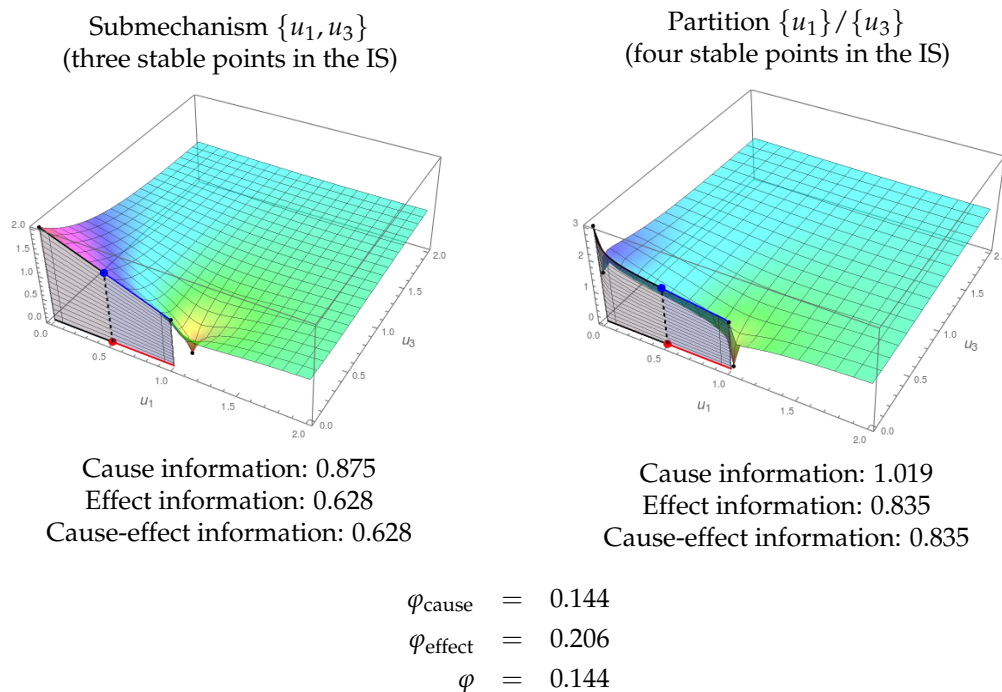 Submechanism {u₁, u₃}
(three stable points in the IS)
2.0
1.5
1.0
0.5
0.0
0.0
0.5
1.0
1.5
2.0
u₁
0.0
0.5
1.0
1.5
2.0
u₃
Cause information: 0.875
Effect information: 0.628
Cause-effect information: 0.628
Partition {u₁}/{u₃}
(four stable points in the IS)
3
2
1
0
0.0
0.5
1.0
1.5
2.0
u₁
0.0
0.5
1.0
1.5
u₃
Cause information: 1.019
Effect information: 0.835
Cause-effect information: 0.835
φcause = 0.144
φeffect = 0.206
φ = 0.144